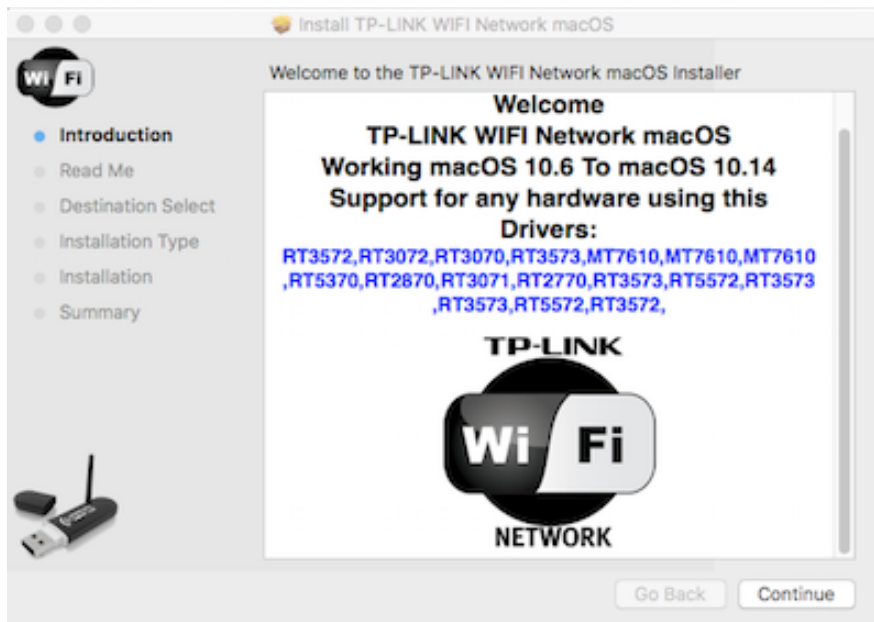 Install TP-LINK WIFI Network macOS
Wi Fi
Welcome to the TP-LINK WIFI Network macOS Installer
Introduction
Read Me
Destination Select
Installation Type
Installation
Summary
Welcome
TP-LINK WIFI Network macOS
Working macOS 10.6 To macOS 10.14
Support for any hardware using this
Drivers:
RT3572,RT3072,RT3070,RT3573,MT7610,MT7610,MT7610
,RT5370,RT2870,RT3071,RT2770,RT3573,RT5572,RT3573
,RT3573,RT5572,RT3572,
TP-LINK
Wi Fi
NETWORK
Go Back
Continue